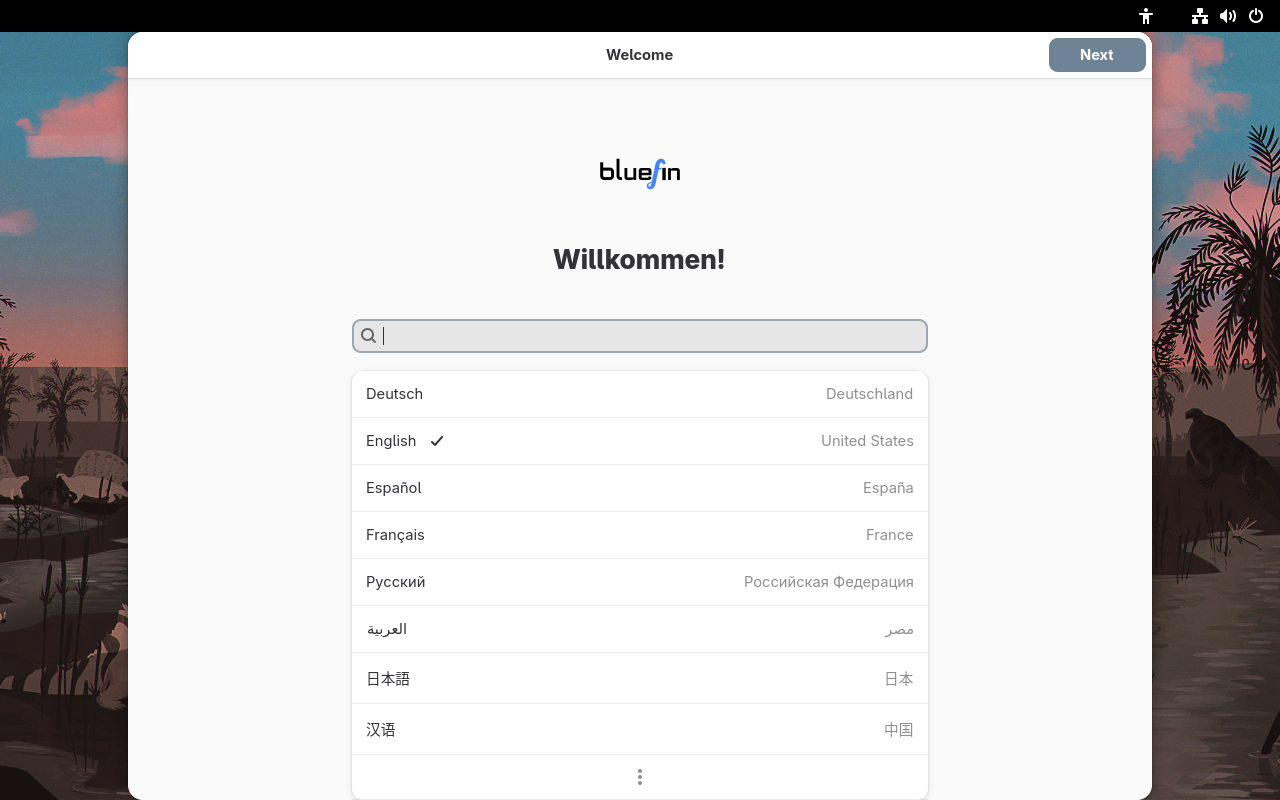 Welcome
Next
bluefin
Willkommen!
Deutsch Deutschland
English United States
Español España
Français France
Русский Российская Федерация
العربية مصر
日本語 日本
汉语 中国